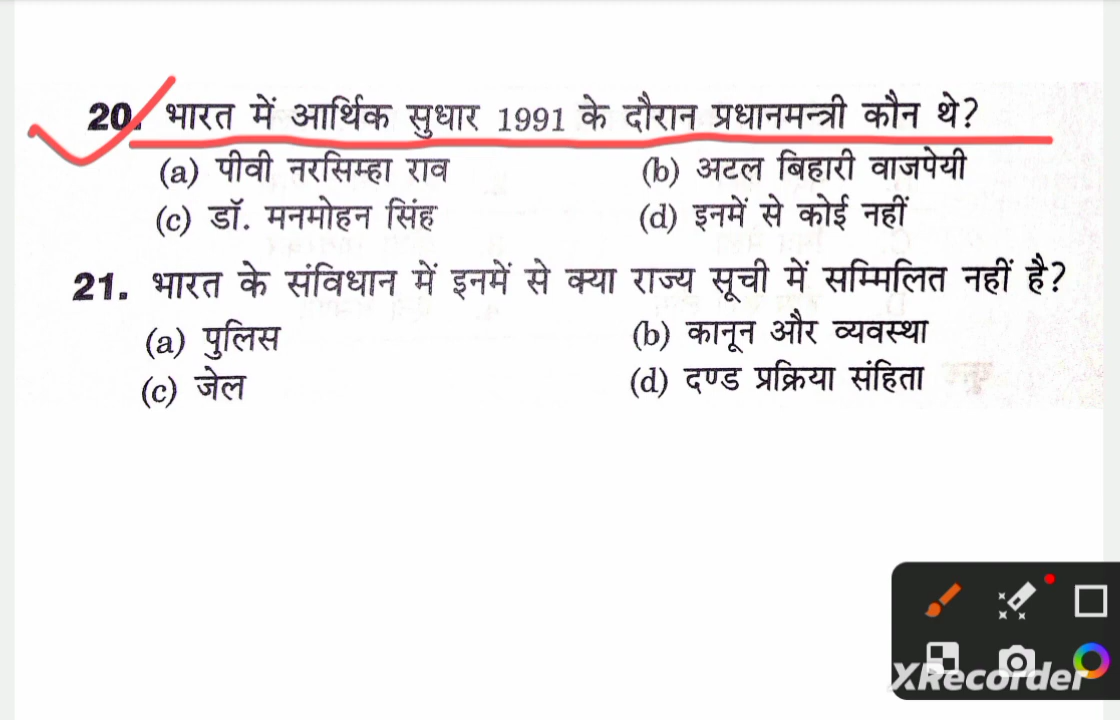 20. भारत में आर्थिक सुधार 1991 के दौरान प्रधानमन्त्री कौन थे?
(a) पीवी नरसिम्हा राव (b) अटल बिहारी वाजपेयी
(c) डॉ. मनमोहन सिंह (d) इनमें से कोई नहीं
21. भारत के संविधान में इनमें से क्या राज्य सूची में सम्मिलित नहीं है?
(a) पुलिस (b) कानून और व्यवस्था
(c) जेल (d) दण्ड प्रक्रिया संहिता
XRecorder